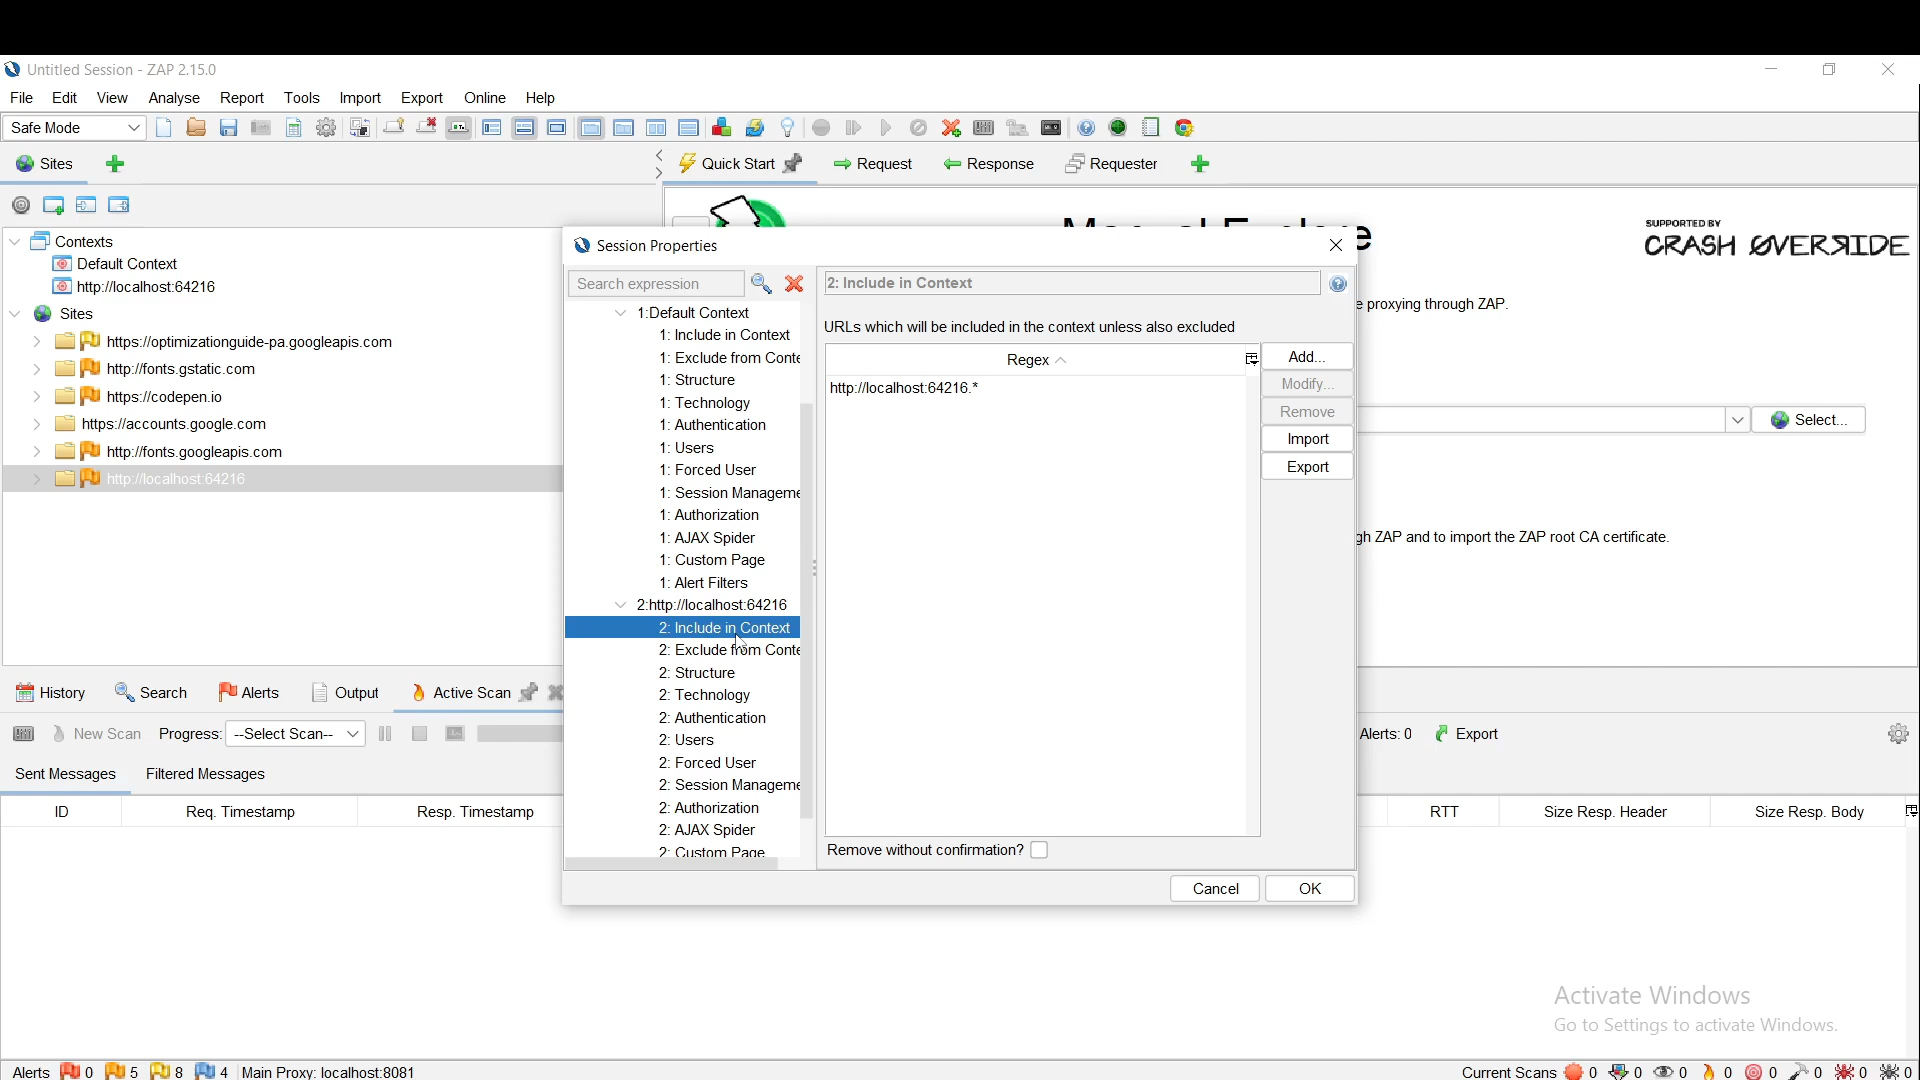 Untitled Session - ZAP 2.15.0
File Edit View Analyse Report Tools Import Export Online Help
Safe Mode
Sites
Quick Start
Request
Response
Requester
SUPPORTED BY
CRASH OVERRIDE
Contexts
Default Context
http://localhost:64216
Sites
https://optimizationguide-pa.googleapis.com
http://fonts.gstatic.com
https://codepen.io
https://accounts.google.com
http://fonts.googleapis.com
http://localhost:64216
Session Properties
Search expression
1:Default Context
1: Include in Context
1: Exclude from Conte
1: Structure
1: Technology
1: Authentication
1: Users
1: Forced User
1: Session Manageme
1: Authorization
1: AJAX Spider
1: Custom Page
1: Alert Filters
2:http://localhost:64216
2: Include in Context
2: Exclude from Conte
2: Structure
2: Technology
2: Authentication
2: Users
2: Forced User
2: Session Manageme
2: Authorization
2: AJAX Spider
2: Custom Page
2: Include in Context
URLs which will be included in the context unless also excluded
Regex
http://localhost:64216.*
Add...
Modify...
Remove
Import
Export
Remove without confirmation?
Cancel
OK
e proxying through ZAP.
Select...
gh ZAP and to import the ZAP root CA certificate.
History
Search
Alerts
Output
Active Scan
New Scan
Progress:
--Select Scan--
Alerts: 0
Export
Sent Messages
Filtered Messages
ID
Req. Timestamp
Resp. Timestamp
RTT
Size Resp. Header
Size Resp. Body
Activate Windows
Go to Settings to activate Windows.
Alerts 0 5 8 4 Main Proxy: localhost:8081
Current Scans 0 0 0 0 0 0 0 0